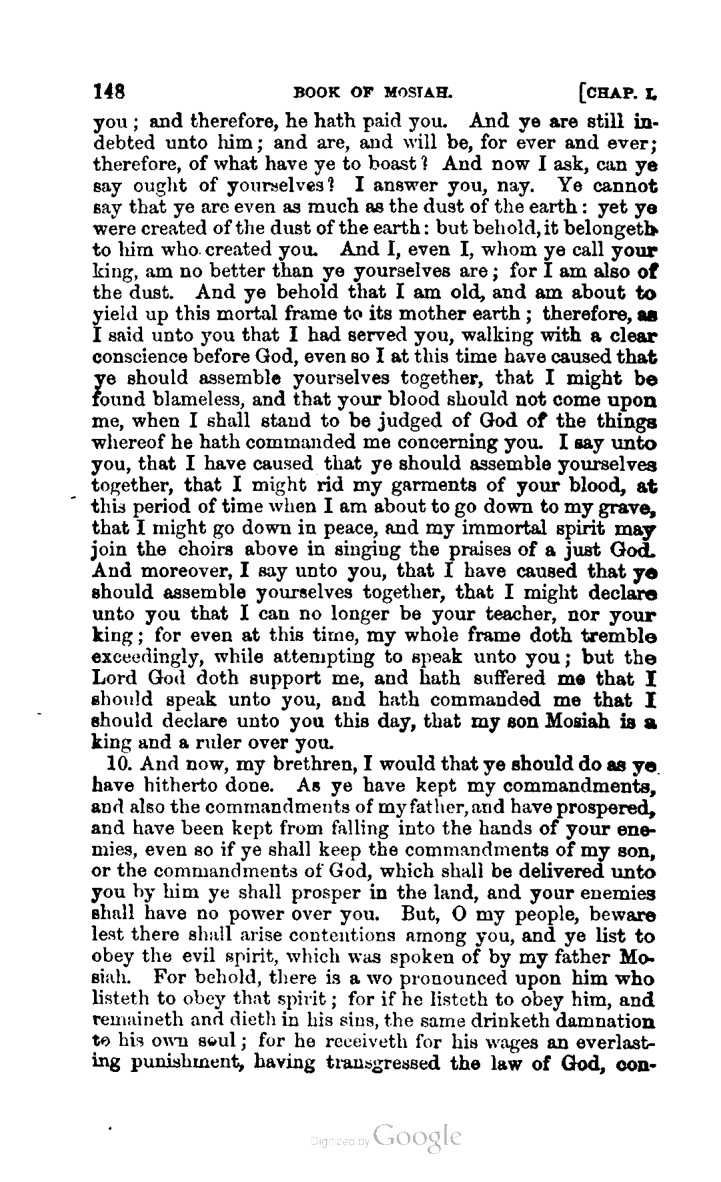 148 BOOK OF MOSIAH. [CHAP. I.
you; and therefore, he hath paid you. And ye are still in-
debted unto him; and are, and will be, for ever and ever;
therefore, of what have ye to boast? And now I ask, can ye
say ought of yourselves? I answer you, nay. Ye cannot
say that ye are even as much as the dust of the earth: yet ye
were created of the dust of the earth: but behold, it belongeth
to him who created you. And I, even I, whom ye call your
king, am no better than ye yourselves are; for I am also of
the dust. And ye behold that I am old, and am about to
yield up this mortal frame to its mother earth; therefore, as
I said unto you that I had served you, walking with a clear
conscience before God, even so I at this time have caused that
ye should assemble yourselves together, that I might be
found blameless, and that your blood should not come upon
me, when I shall stand to be judged of God of the things
whereof he hath commanded me concerning you. I say unto
you, that I have caused that ye should assemble yourselves
together, that I might rid my garments of your blood, at
this period of time when I am about to go down to my grave,
that I might go down in peace, and my immortal spirit may
join the choirs above in singing the praises of a just God.
And moreover, I say unto you, that I have caused that ye
should assemble yourselves together, that I might declare
unto you that I can no longer be your teacher, nor your
king; for even at this time, my whole frame doth tremble
exceedingly, while attempting to speak unto you; but the
Lord God doth support me, and hath suffered me that I
should speak unto you, and hath commanded me that I
should declare unto you this day, that my son Mosiah is a
king and a ruler over you.
10. And now, my brethren, I would that ye should do as ye
have hitherto done. As ye have kept my commandments,
and also the commandments of my father, and have prospered,
and have been kept from falling into the hands of your ene-
mies, even so if ye shall keep the commandments of my son,
or the commandments of God, which shall be delivered unto
you by him ye shall prosper in the land, and your enemies
shall have no power over you. But, O my people, beware
lest there shall arise contentions among you, and ye list to
obey the evil spirit, which was spoken of by my father Mo-
siah. For behold, there is a wo pronounced upon him who
listeth to obey that spirit; for if he listeth to obey him, and
remaineth and dieth in his sins, the same drinketh damnation
to his own soul; for he receiveth for his wages an everlast-
ing punishment, having transgressed the law of God, con-
Digitized by Google